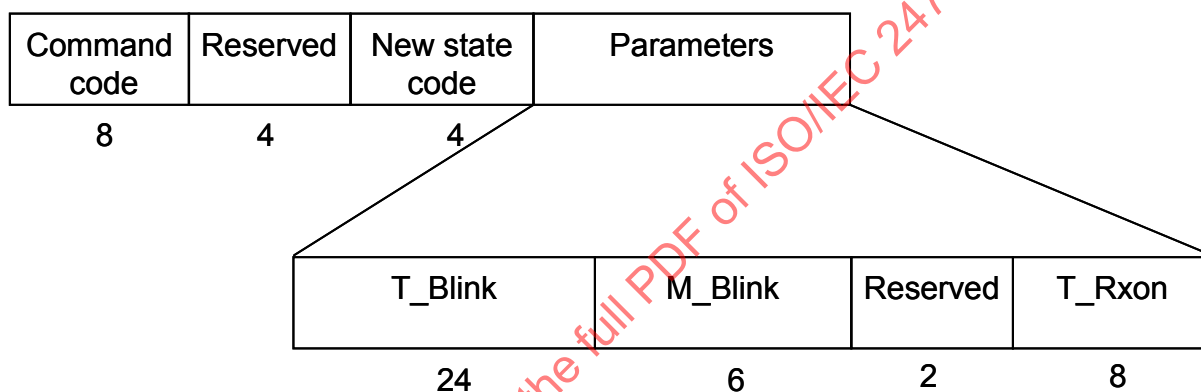 Command Reserved New state Parameters
code code
8 4 4
T_Blink M_Blink Reserved T_Rxon
24 6 2 8
the full PDF of ISO/IEC 247